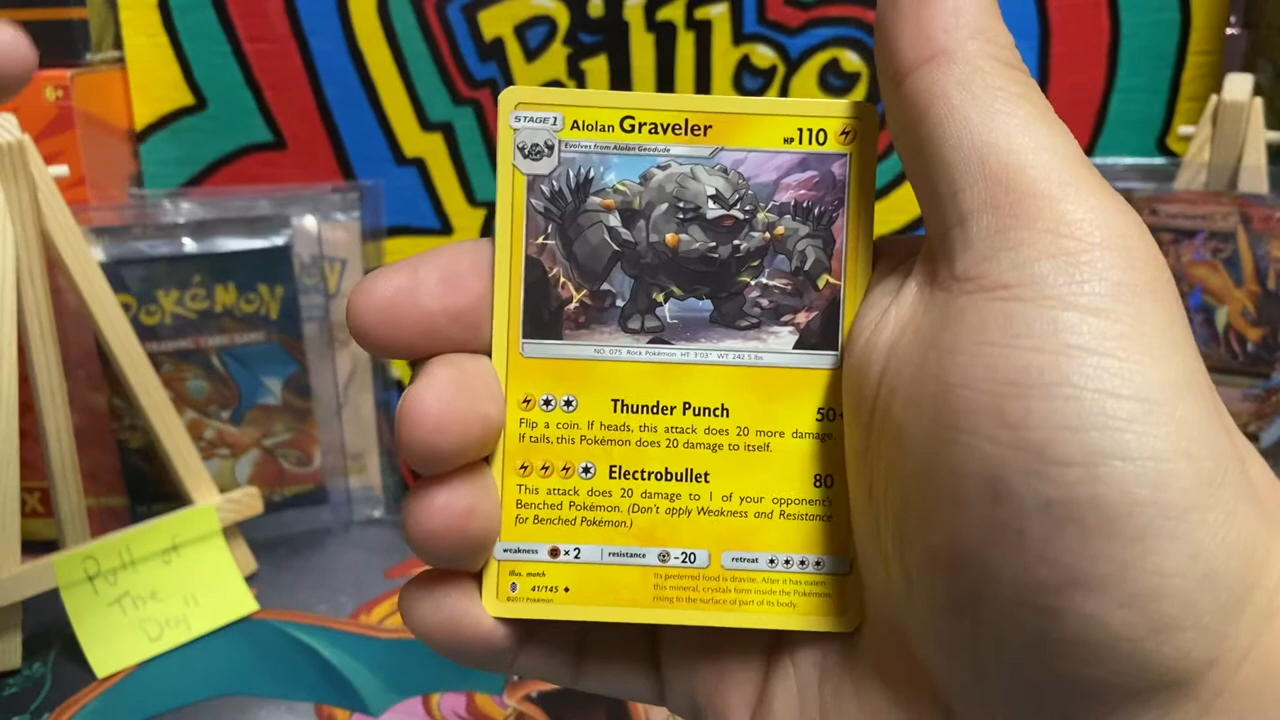 Billbo
6+
STAGE 1 Alolan Graveler HP 110
Evolves from Alolan Geodude
POKéMON
NO. 075 Rock Pokémon HT: 3'03" WT: 242.5 lbs
Thunder Punch 50+
Flip a coin. If heads, this attack does 20 more damage.
If tails, this Pokémon does 20 damage to itself.
Electrobullet 80
This attack does 20 damage to 1 of your opponent's
Benched Pokémon. (Don't apply Weakness and Resistance
for Benched Pokémon.)
weakness ×2 resistance -20 retreat
Illus. match
41/145
©2017 Pokémon
Its preferred food is dravite. After it has eaten
this mineral, crystals form inside the Pokémon,
rising to the surface of part of its body.
X
Pull of
The
Day"